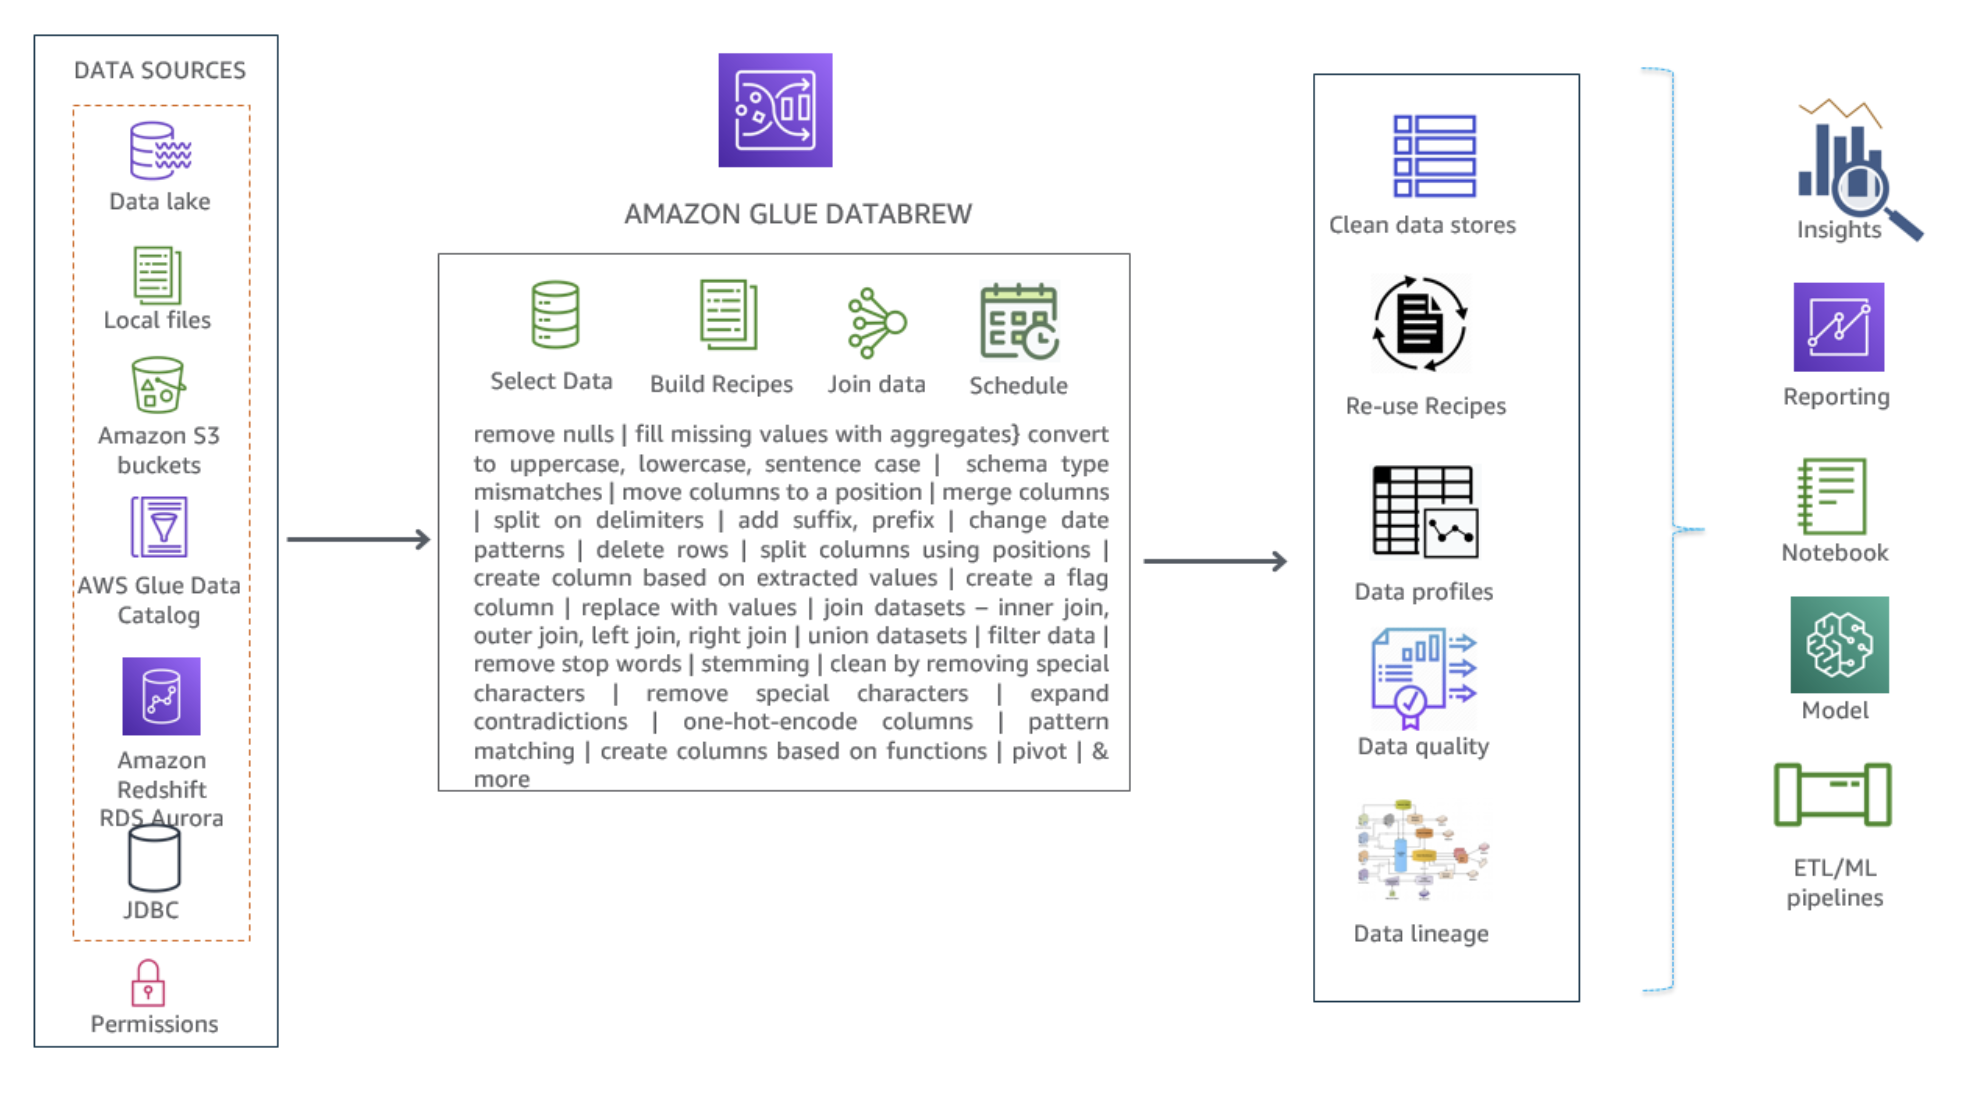 DATA SOURCES
Data lake
Local files
Amazon S3
buckets
AWS Glue Data
Catalog
Amazon
Redshift
RDS Aurora
JDBC
Permissions
AMAZON GLUE DATABREW
Select Data
Build Recipes
Join data
Schedule
remove nulls | fill missing values with aggregates} convert
to uppercase, lowercase, sentence case | schema type
mismatches | move columns to a position | merge columns
| split on delimiters | add suffix, prefix | change date
patterns | delete rows | split columns using positions |
create column based on extracted values | create a flag
column | replace with values | join datasets – inner join,
outer join, left join, right join | union datasets | filter data |
remove stop words | stemming | clean by removing special
characters | remove special characters | expand
contradictions | one-hot-encode columns | pattern
matching | create columns based on functions | pivot | &
more
Clean data stores
Re-use Recipes
Data profiles
Data quality
Data lineage
Insights
Reporting
Notebook
Model
ETL/ML
pipelines